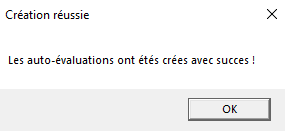 Création réussie
Les auto-évaluations ont étés crées avec succes !
OK